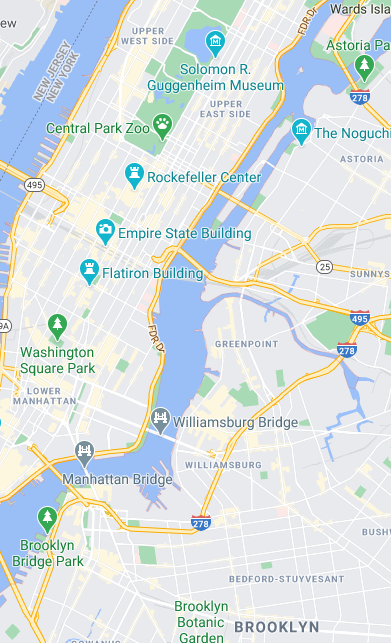 Wards Isla
UPPER
WEST SIDE
FDR Dr
Astoria Pa
Solomon R.
Guggenheim Museum
NEW JERSEY
NEW YORK
278
UPPER
EAST SIDE
Central Park Zoo
The Noguchi
ASTORIA
Rockefeller Center
495
Empire State Building
Flatiron Building
25
SUNNYS
495
9A
FDR Dr
278
GREENPOINT
Washington
Square Park
LOWER
MANHATTAN
Williamsburg Bridge
WILLIAMSBURG
Manhattan Bridge
278
Brooklyn
Bridge Park
BUSHW
BEDFORD-STUYVESANT
Brooklyn
Botanic
Garden
BROOKLYN
GOWANUS